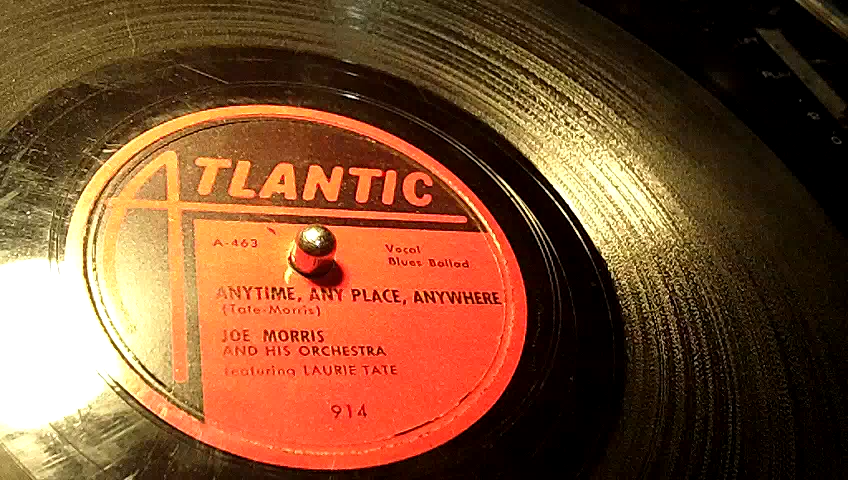 ATLANTIC
A-463
Vocal
Blues Ballad
ANYTIME, ANY PLACE, ANYWHERE
(Tate-Morris)
JOE MORRIS
AND HIS ORCHESTRA
featuring LAURIE TATE
914